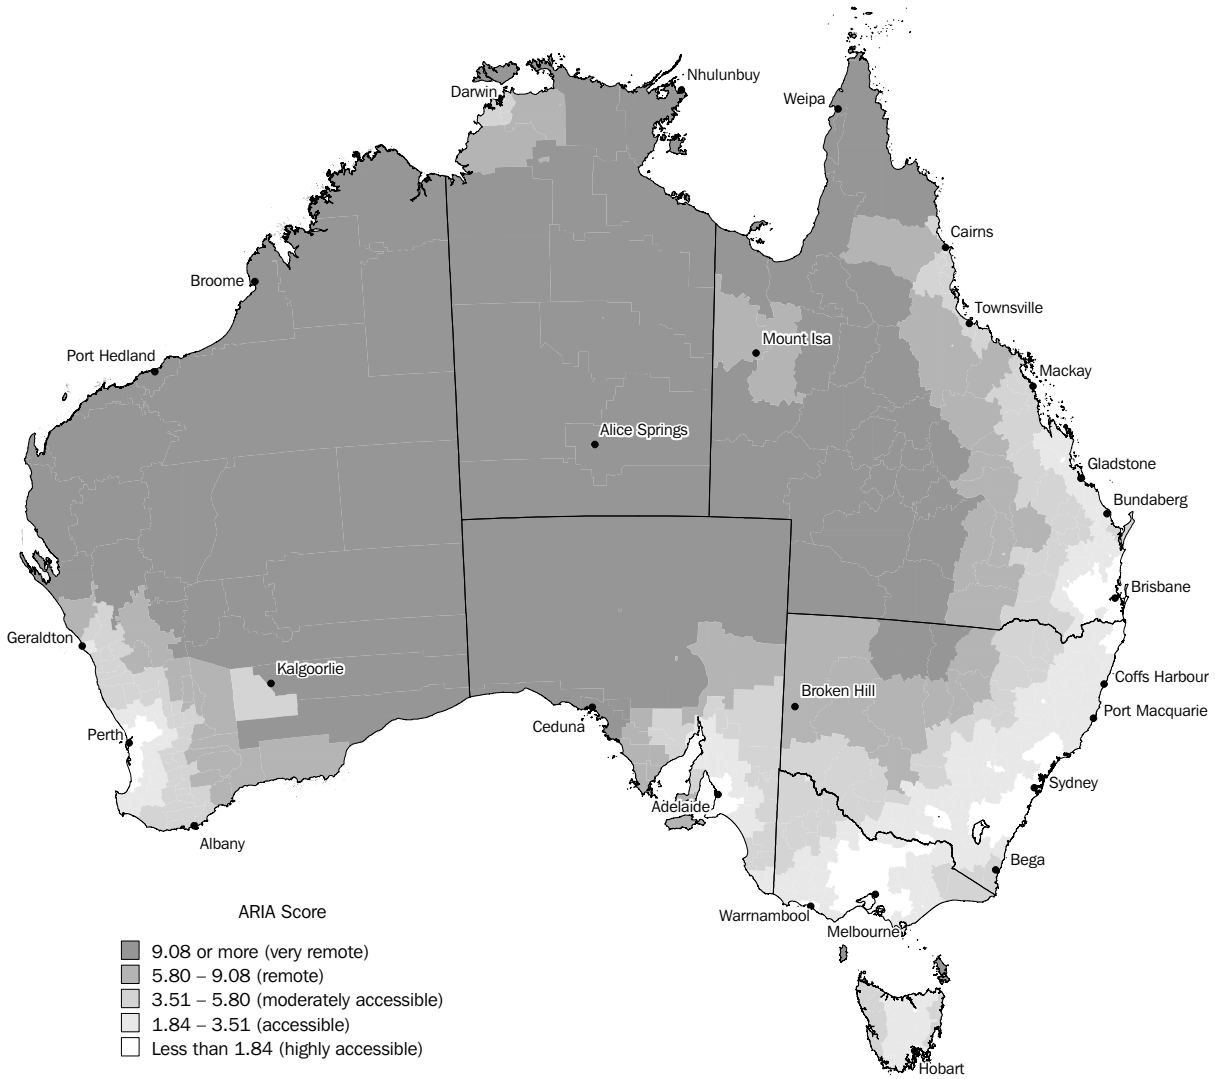 Nhulunbuy
Darwin
Weipa
Cairns
Broome
Townsville
Mount Isa
Port Hedland
Mackay
Alice Springs
Gladstone
Bundaberg
Brisbane
Geraldton
Kalgoorlie
Coffs Harbour
Broken Hill
Port Macquarie
Ceduna
Perth
Sydney
Adelaide
Albany
Bega
Warrnambool
Melbourne
Hobart
ARIA Score
9.08 or more (very remote)
5.80 – 9.08 (remote)
3.51 – 5.80 (moderately accessible)
1.84 – 3.51 (accessible)
Less than 1.84 (highly accessible)